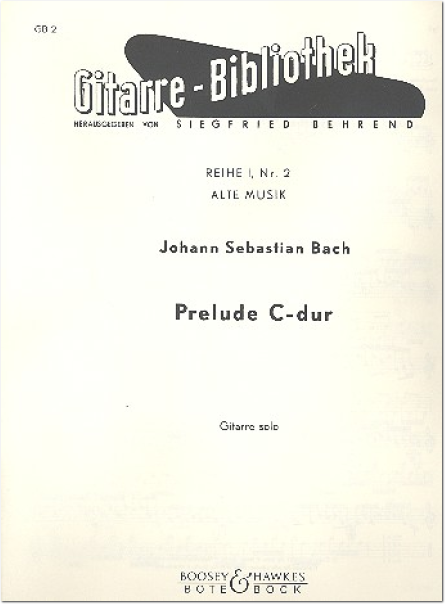 GB 2
Gitarre-Bibliothek
HERAUSGEGEBEN VON SIEGFRIED BEHREND
REIHE I, Nr. 2
ALTE MUSIK
Johann Sebastian Bach
Prelude C-dur
Gitarre solo
BOOSEY & HAWKES
BOTE & BOCK